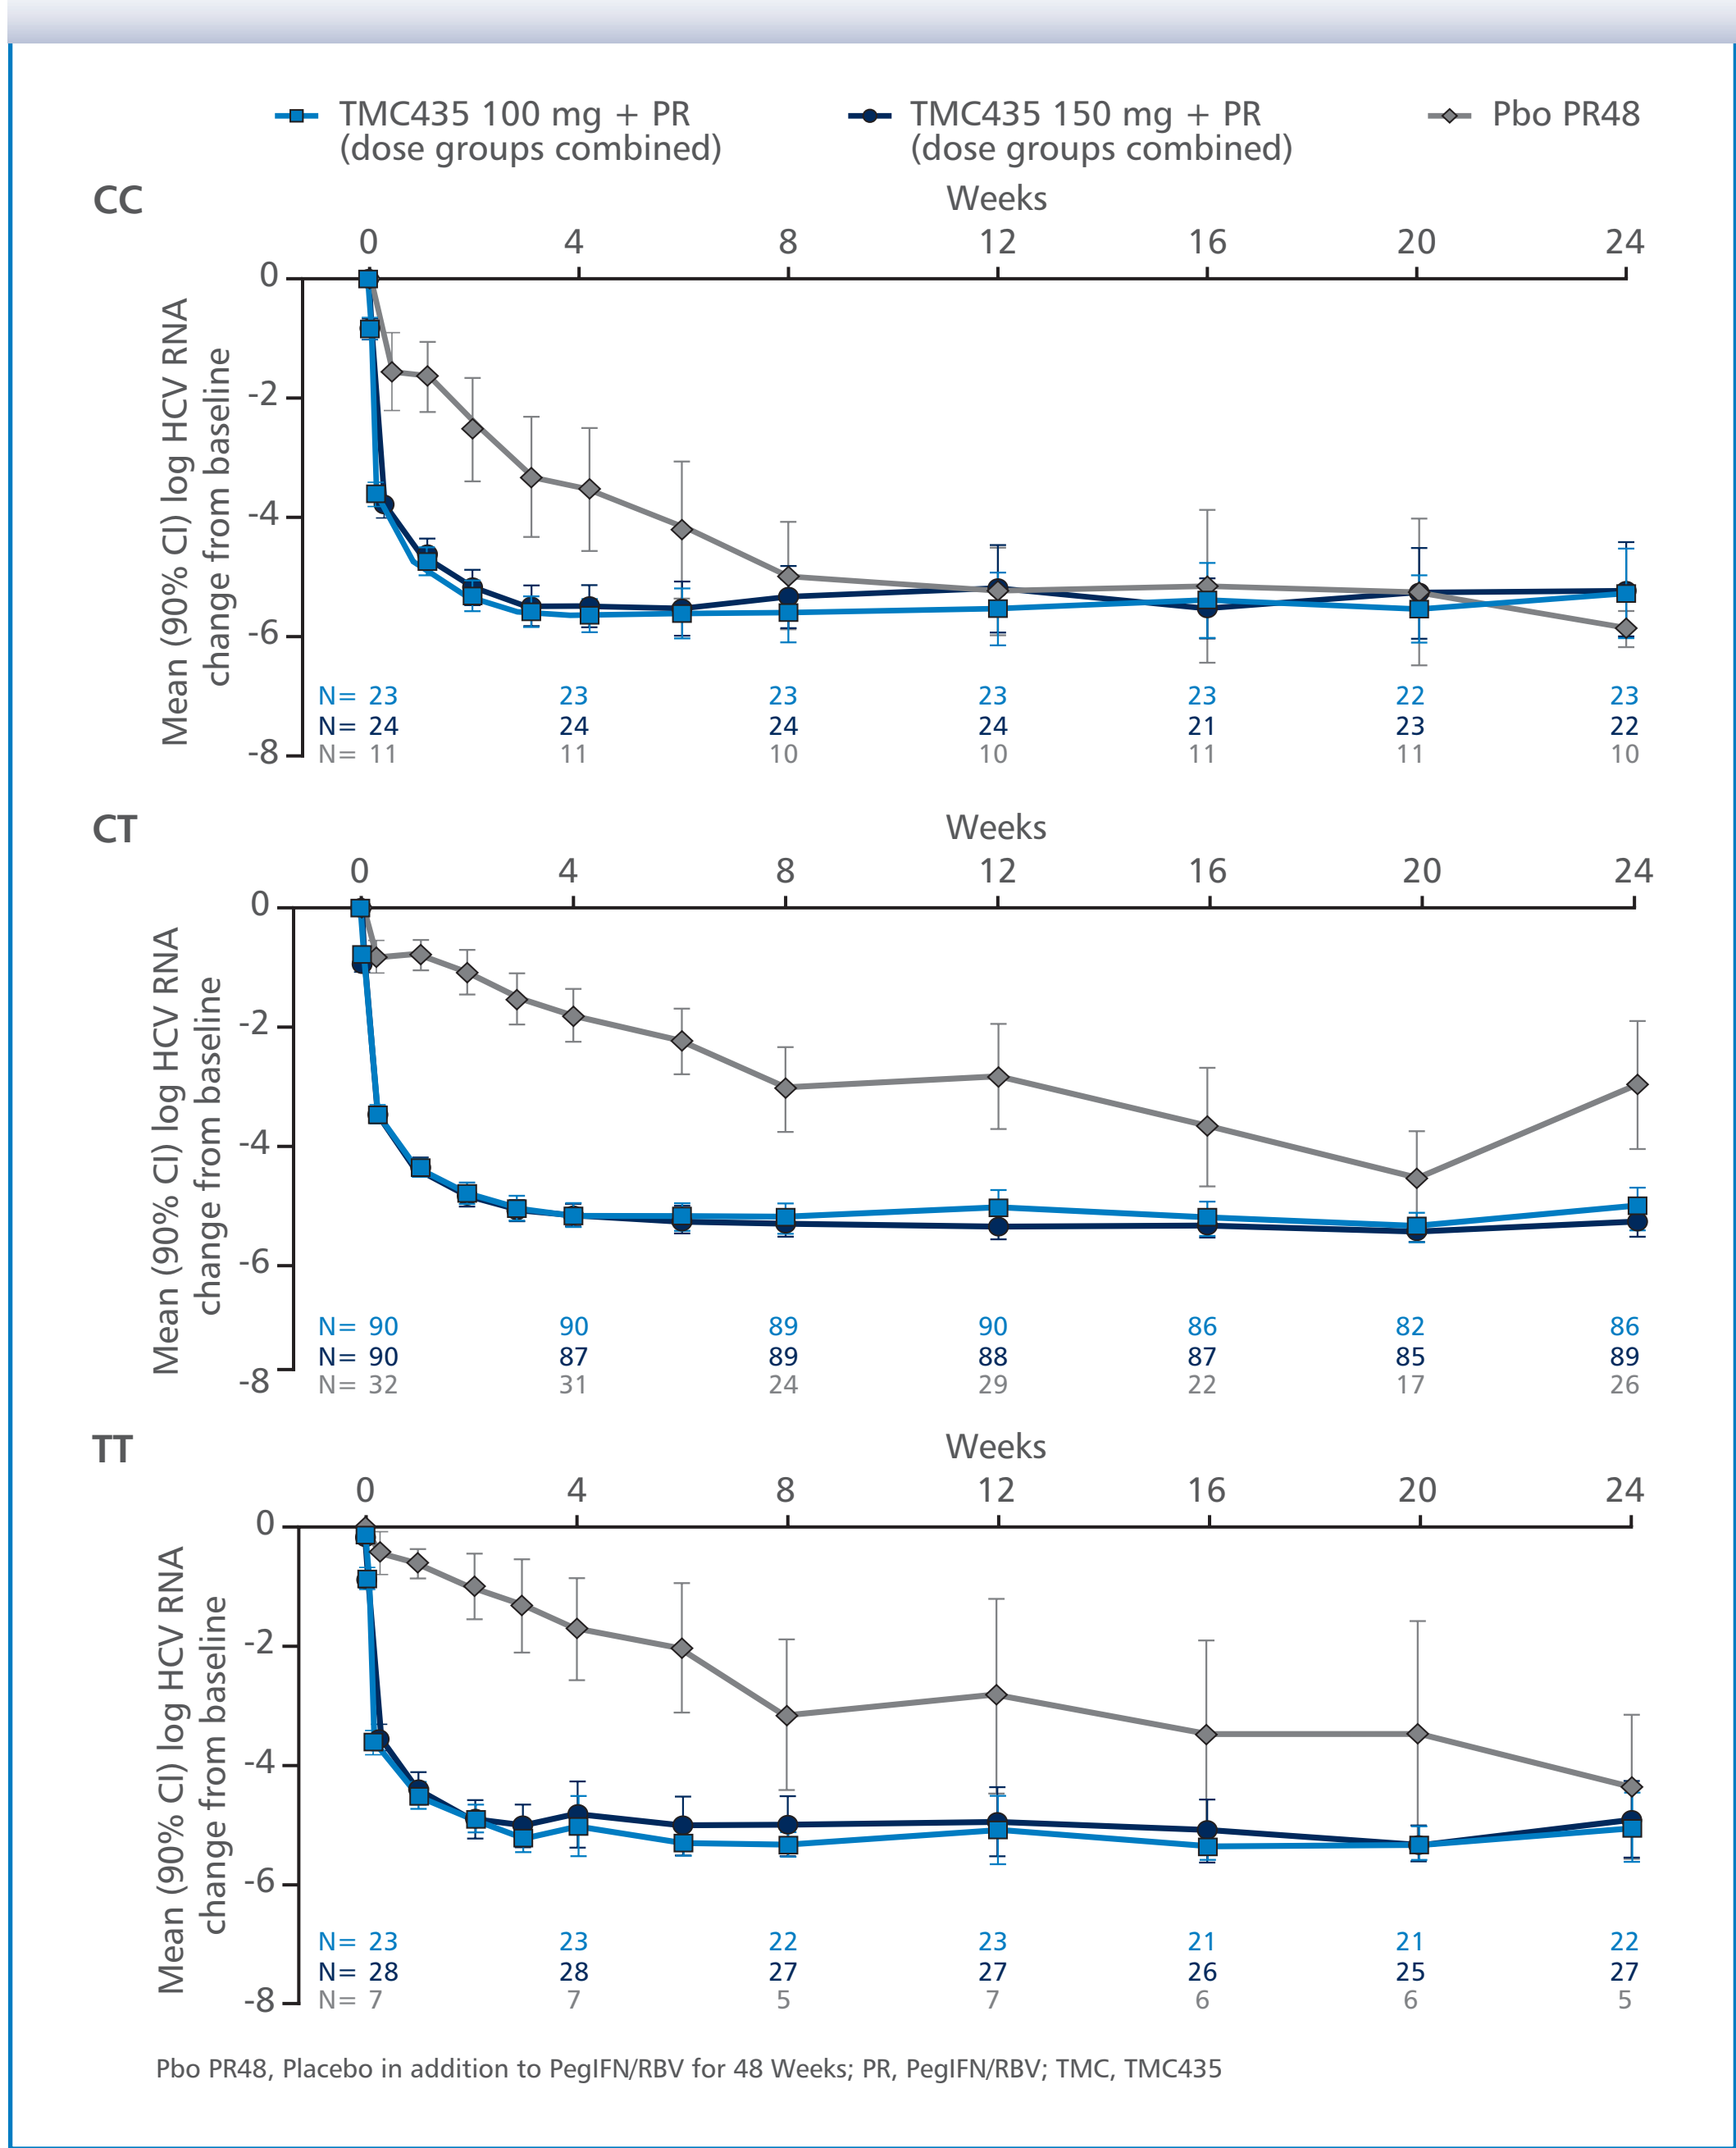 TMC435 100 mg + PR
(dose groups combined)
TMC435 150 mg + PR
(dose groups combined)
Pbo PR48
CC
Weeks
0 4 8 12 16 20 24
Mean (90% CI) log HCV RNA
change from baseline
0
-2
-4
-6
-8
N= 23 23 23 23 23 22 23
N= 24 24 24 24 21 23 22
N= 11 11 10 10 11 11 10
CT
Weeks
0 4 8 12 16 20 24
Mean (90% CI) log HCV RNA
change from baseline
0
-2
-4
-6
-8
N= 90 90 89 90 86 82 86
N= 90 87 89 88 87 85 89
N= 32 31 24 29 22 17 26
TT
Weeks
0 4 8 12 16 20 24
Mean (90% CI) log HCV RNA
change from baseline
0
-2
-4
-6
-8
N= 23 23 22 23 21 21 22
N= 28 28 27 27 26 25 27
N= 7 7 5 7 6 6 5
Pbo PR48, Placebo in addition to PegIFN/RBV for 48 Weeks; PR, PegIFN/RBV; TMC, TMC435